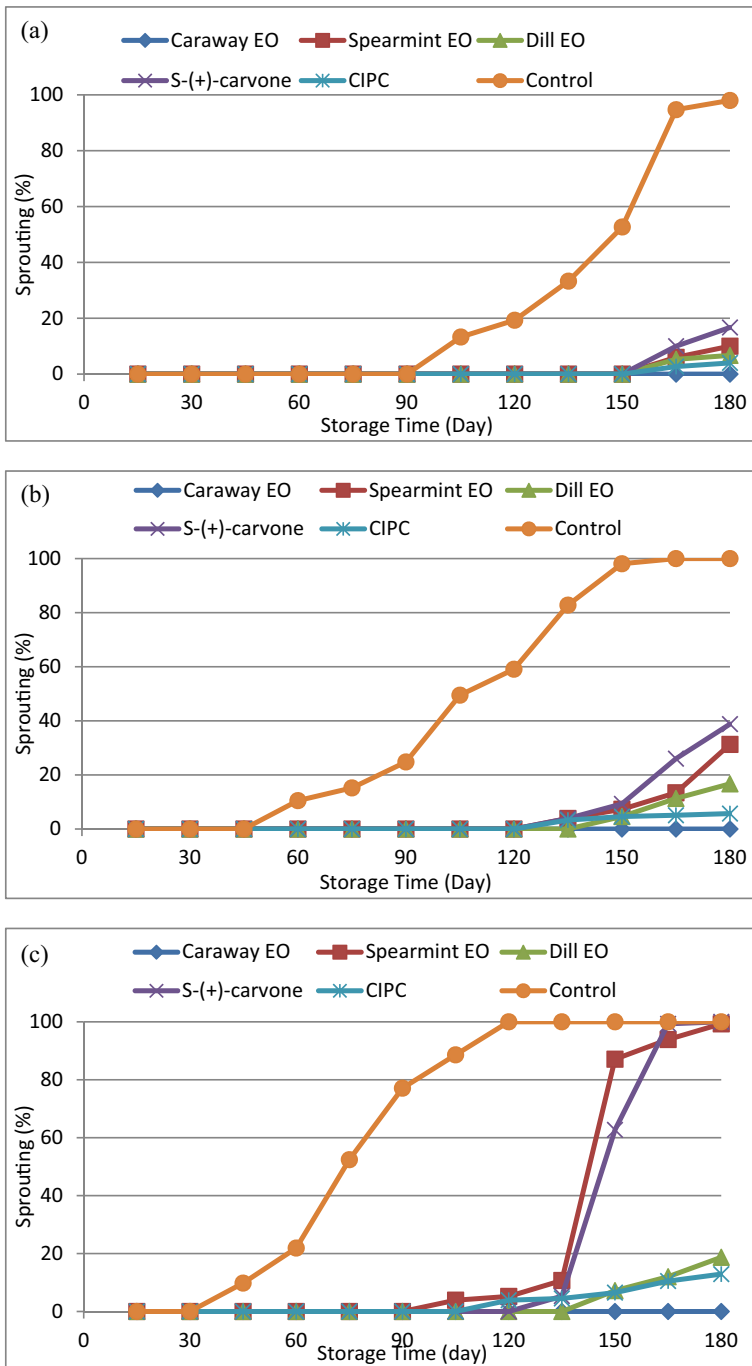 (a)
Caraway EO Spearmint EO Dill EO
S-(+)-carvone CIPC Control
100
80
60
40
20
0
Sprouting (%)
0 30 60 90 120 150 180
Storage Time (Day)
(b)
Caraway EO Spearmint EO Dill EO
S-(+)-carvone CIPC Control
100
80
60
40
20
0
Sprouting (%)
0 30 60 90 120 150 180
Storage Time (Day)
(c)
Caraway EO Spearmint EO Dill EO
S-(+)-carvone CIPC Control
100
80
60
40
20
0
Sprouting (%)
0 30 60 90 120 150 180
Storage Time (day)